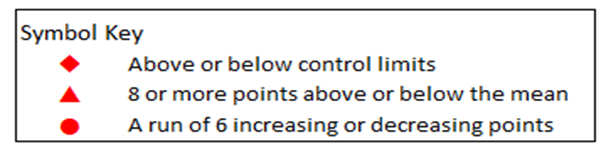 Symbol Key
Above or below control limits
8 or more points above or below the mean
A run of 6 increasing or decreasing points